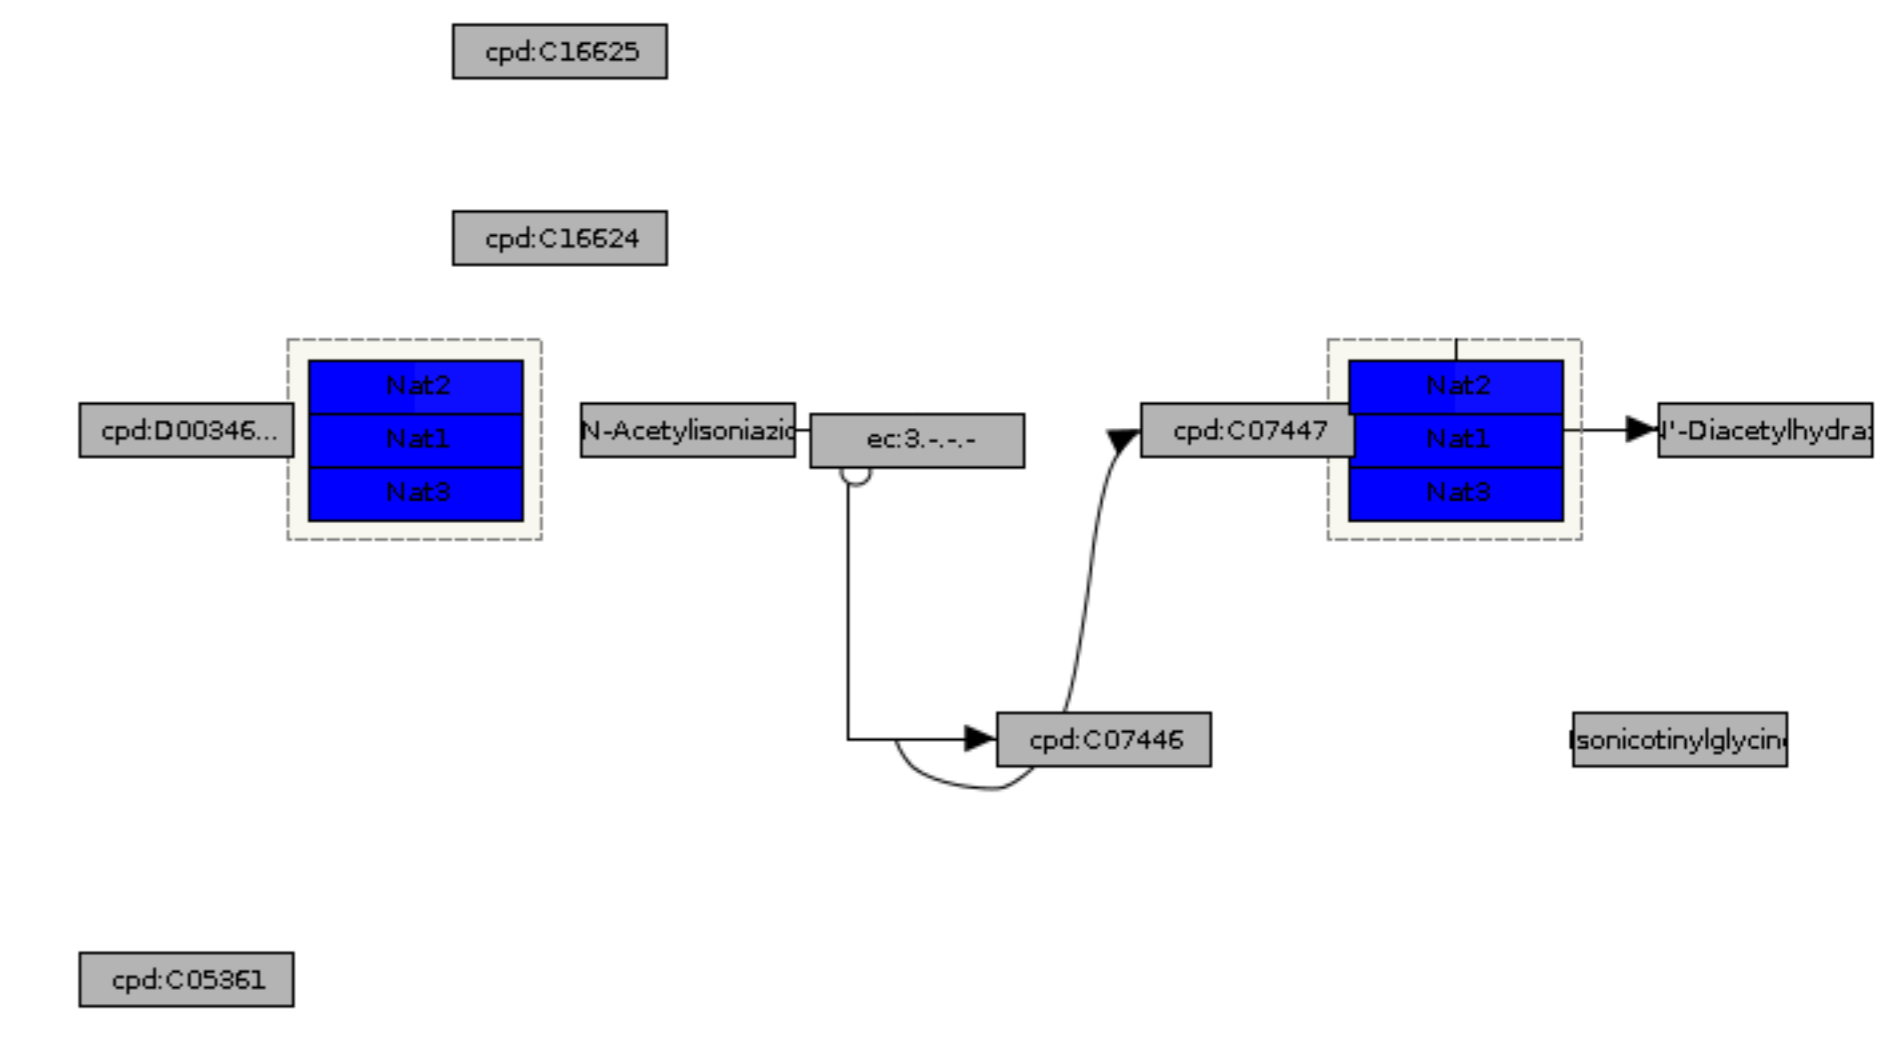 cpd:C16625
cpd:C16624
Nat2
Nat1
Nat3
cpd:D00346...
N-Acetylisoniazid
ec:3.-.-.-
cpd:C07447
Nat2
Nat1
Nat3
'-Diacetylhydraz
cpd:C07446
Isonicotinylglycine
cpd:C05361